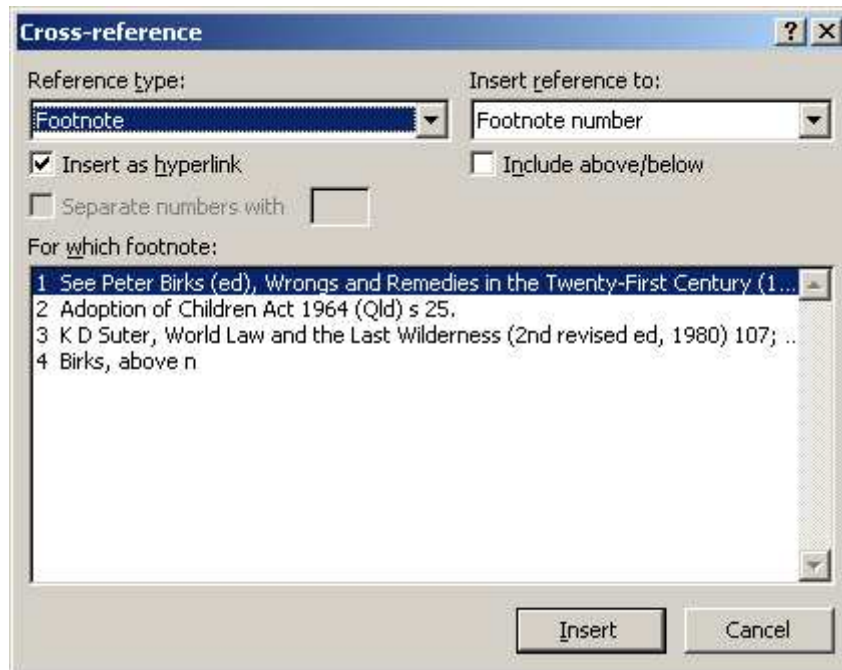 Cross-reference
Reference type:
Insert reference to:
Footnote
Footnote number
Insert as hyperlink
Include above/below
Separate numbers with
For which footnote:
1 See Peter Birks (ed), Wrongs and Remedies in the Twenty-First Century (1...
2 Adoption of Children Act 1964 (Qld) s 25.
3 K D Suter, World Law and the Last Wilderness (2nd revised ed, 1980) 107; ...
4 Birks, above n
Insert
Cancel